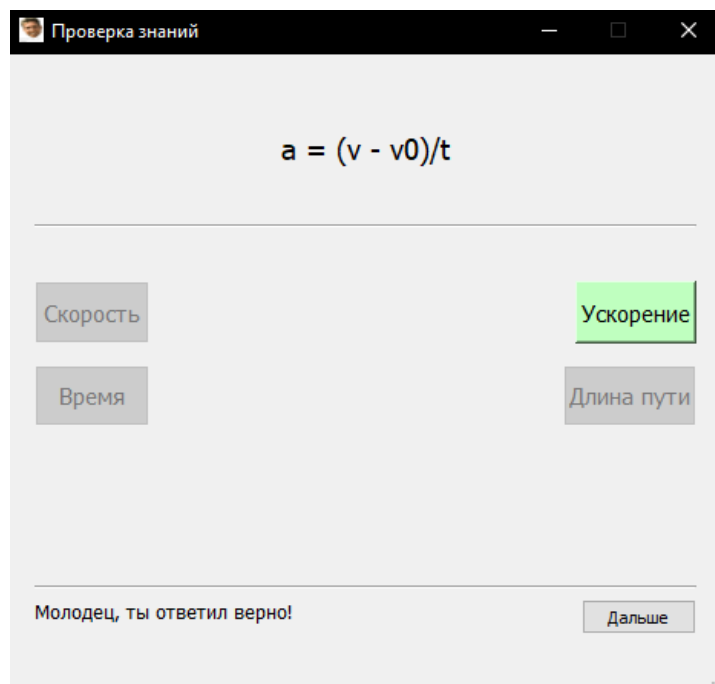 Проверка знаний
a = (v - v0)/t
Скорость
Ускорение
Время
Длина пути
Молодец, ты ответил верно!
Дальше